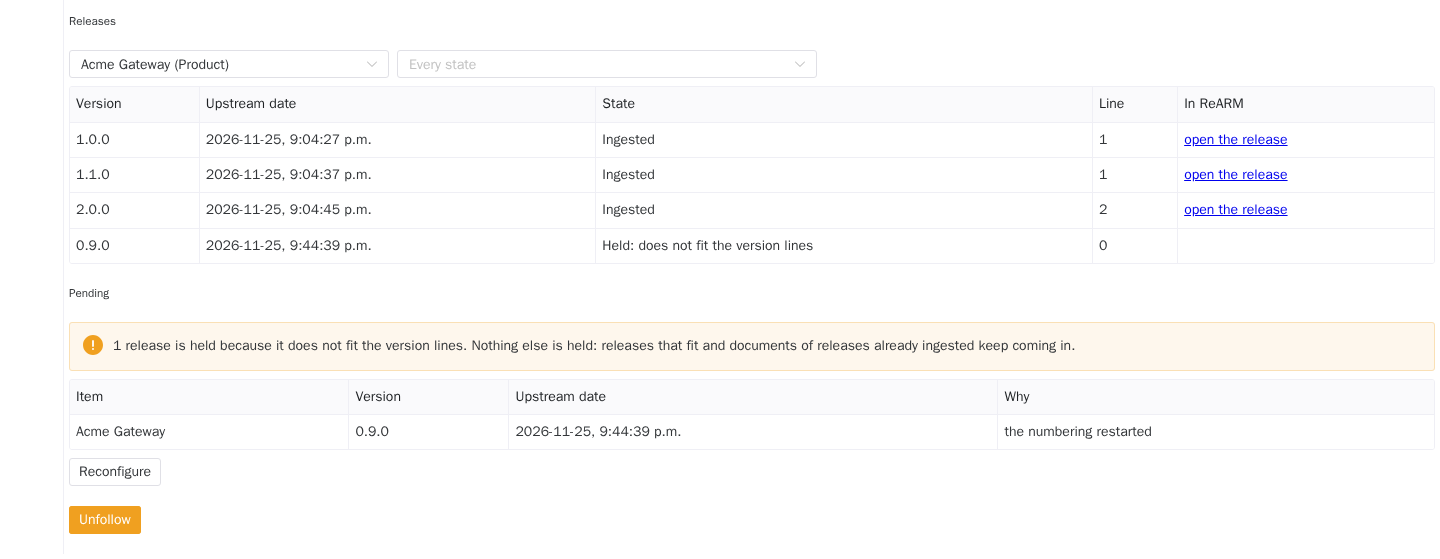 Releases
Acme Gateway (Product) Every state
Version Upstream date State Line In ReARM
1.0.0 2026-11-25, 9:04:27 p.m. Ingested 1 open the release
1.1.0 2026-11-25, 9:04:37 p.m. Ingested 1 open the release
2.0.0 2026-11-25, 9:04:45 p.m. Ingested 2 open the release
0.9.0 2026-11-25, 9:44:39 p.m. Held: does not fit the version lines 0
Pending
1 release is held because it does not fit the version lines. Nothing else is held: releases that fit and documents of releases already ingested keep coming in.
Item Version Upstream date Why
Acme Gateway 0.9.0 2026-11-25, 9:44:39 p.m. the numbering restarted
Reconfigure
Unfollow